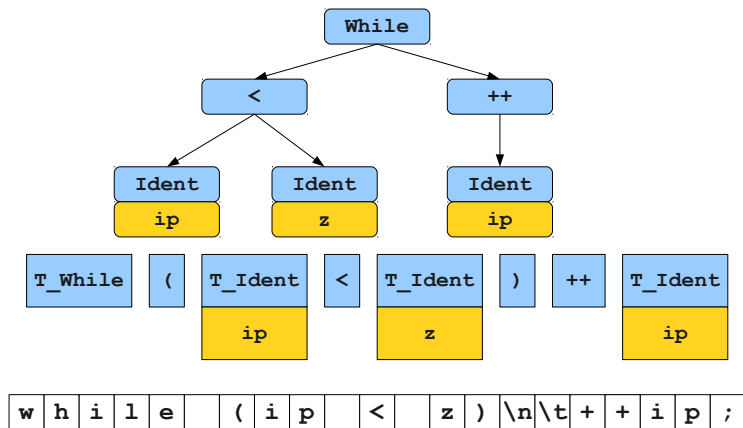 While
< ++
Ident Ident Ident
ip z ip
T_While ( T_Ident < T_Ident ) ++ T_Ident
ip z ip
w h i l e ( i p < z ) \n \t + + i p ;